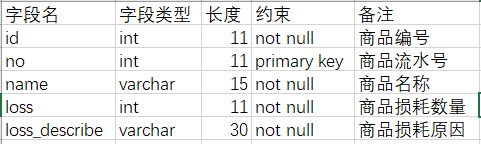 字段名 字段类型 长度 约束 备注
id int 11 not null 商品编号
no int 11 primary key 商品流水号
name varchar 15 not null 商品名称
loss int 11 not null 商品损耗数量
loss_describe varchar 30 not null 商品损耗原因